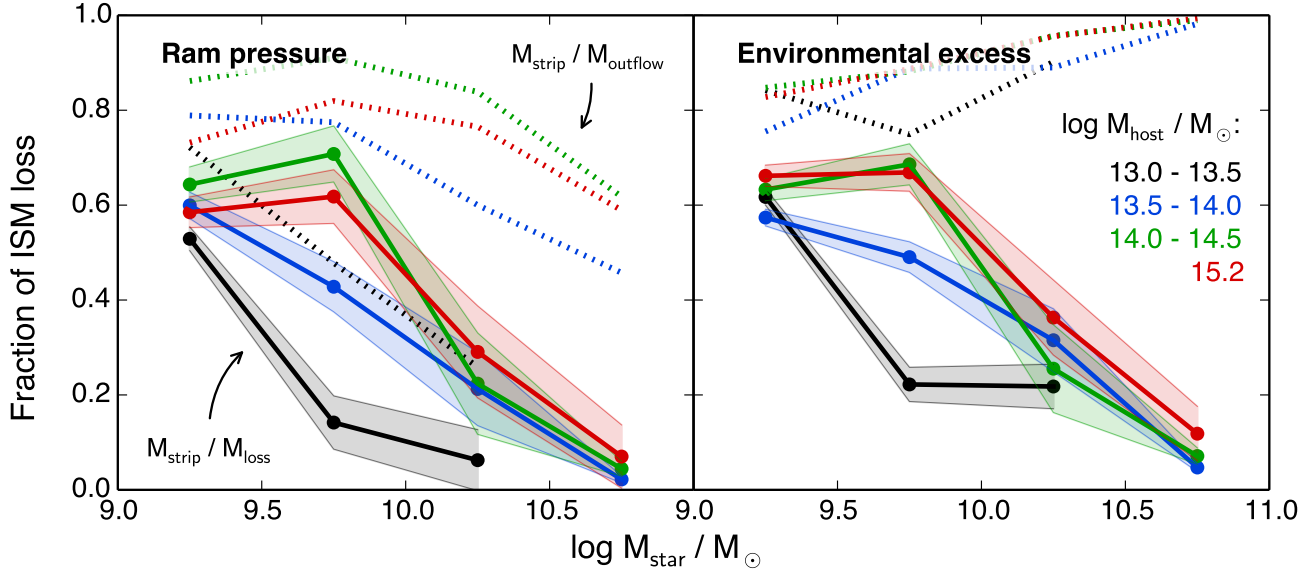 Ram pressure
M_strip / M_outflow
Environmental excess
log M_host / M_⊙:
13.0 - 13.5
13.5 - 14.0
14.0 - 14.5
15.2
M_strip / M_loss
Fraction of ISM loss
1.0
0.8
0.6
0.4
0.2
0.0
9.0
9.5
10.0
10.5
9.0
9.5
10.0
10.5
11.0
log M_star / M_⊙